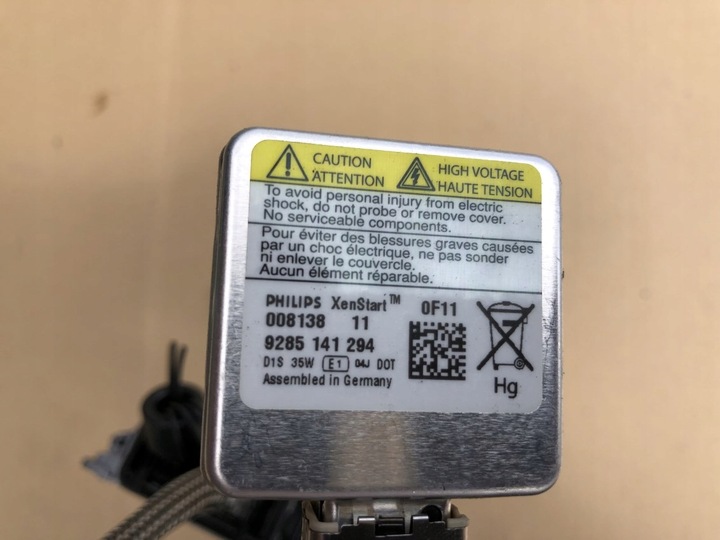 CAUTION
ATTENTION
HIGH VOLTAGE
HAUTE TENSION
To avoid personal injury from electric
shock, do not probe or remove cover.
No serviceable components.
Pour éviter des blessures graves causées
par un choc électrique, ne pas sonder
ni enlever le couvercle.
Aucun élément réparable.
PHILIPS XenStart™ 0F11
008138 11
9285 141 294
D1S 35W E1 04J DOT
Assembled in Germany
Hg